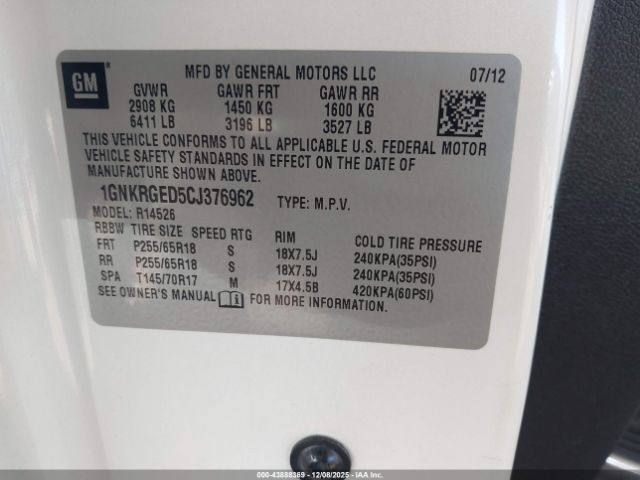 GM
MFD BY GENERAL MOTORS LLC 07/12
GVWR GAWR FRT GAWR RR
2908 KG 1450 KG 1600 KG
6411 LB 3196 LB 3527 LB
THIS VEHICLE CONFORMS TO ALL APPLICABLE U.S. FEDERAL MOTOR
VEHICLE SAFETY STANDARDS IN EFFECT ON THE DATE OF
MANUFACTURE SHOWN ABOVE.
1GNKRGED5CJ376962 TYPE: M.P.V.
MODEL: R14526
RBBW TIRE SIZE SPEED RTG RIM COLD TIRE PRESSURE
FRT P255/65R18 S 18X7.5J 240KPA(35PSI)
RR P255/65R18 S 18X7.5J 240KPA(35PSI)
SPA T145/70R17 M 17X4.5B 420KPA(60PSI)
SEE OWNER'S MANUAL FOR MORE INFORMATION.
000-43888369 - 12/08/2025 - IAAI.com